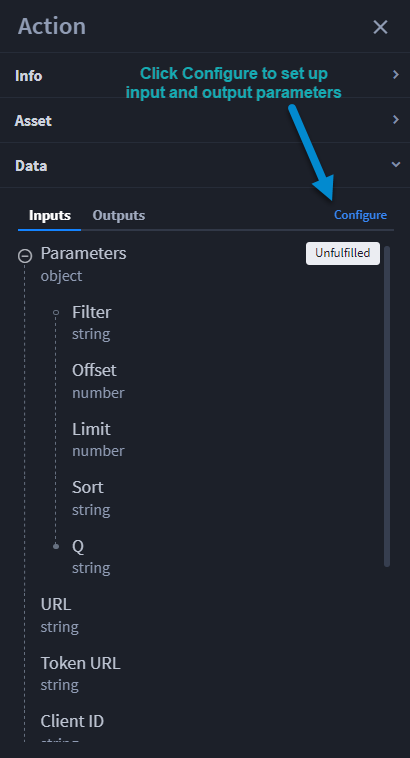 Action
Info
Click Configure to set up
input and output parameters
Asset
Data
Inputs Outputs Configure
Parameters Unfulfilled
object
Filter
string
Offset
number
Limit
number
Sort
string
Q
string
URL
string
Token URL
string
Client ID
string